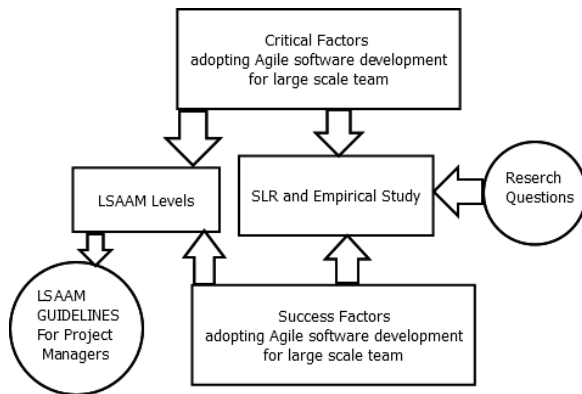 Critical Factors
adopting Agile software development
for large scale team
LSAAM Levels
SLR and Empirical Study
Reserch
Questions
LSAAM
GUIDELINES
For Project
Managers
Success Factors
adopting Agile software development
for large scale team